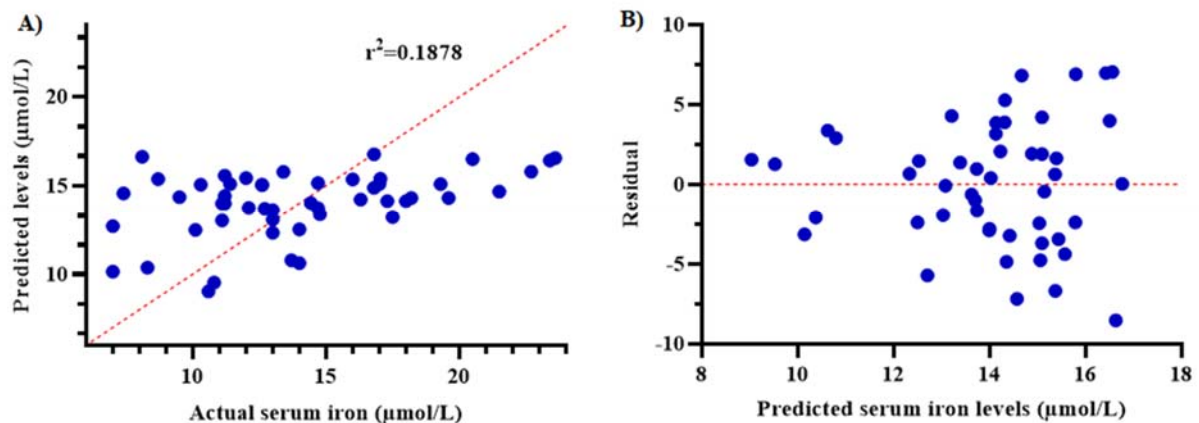 A)
r²=0.1878
Predicted levels (µmol/L)
20
15
10
10
15
20
Actual serum iron (µmol/L)
B)
Residual
10
5
0
-5
-10
8
10
12
14
16
18
Predicted serum iron levels (µmol/L)